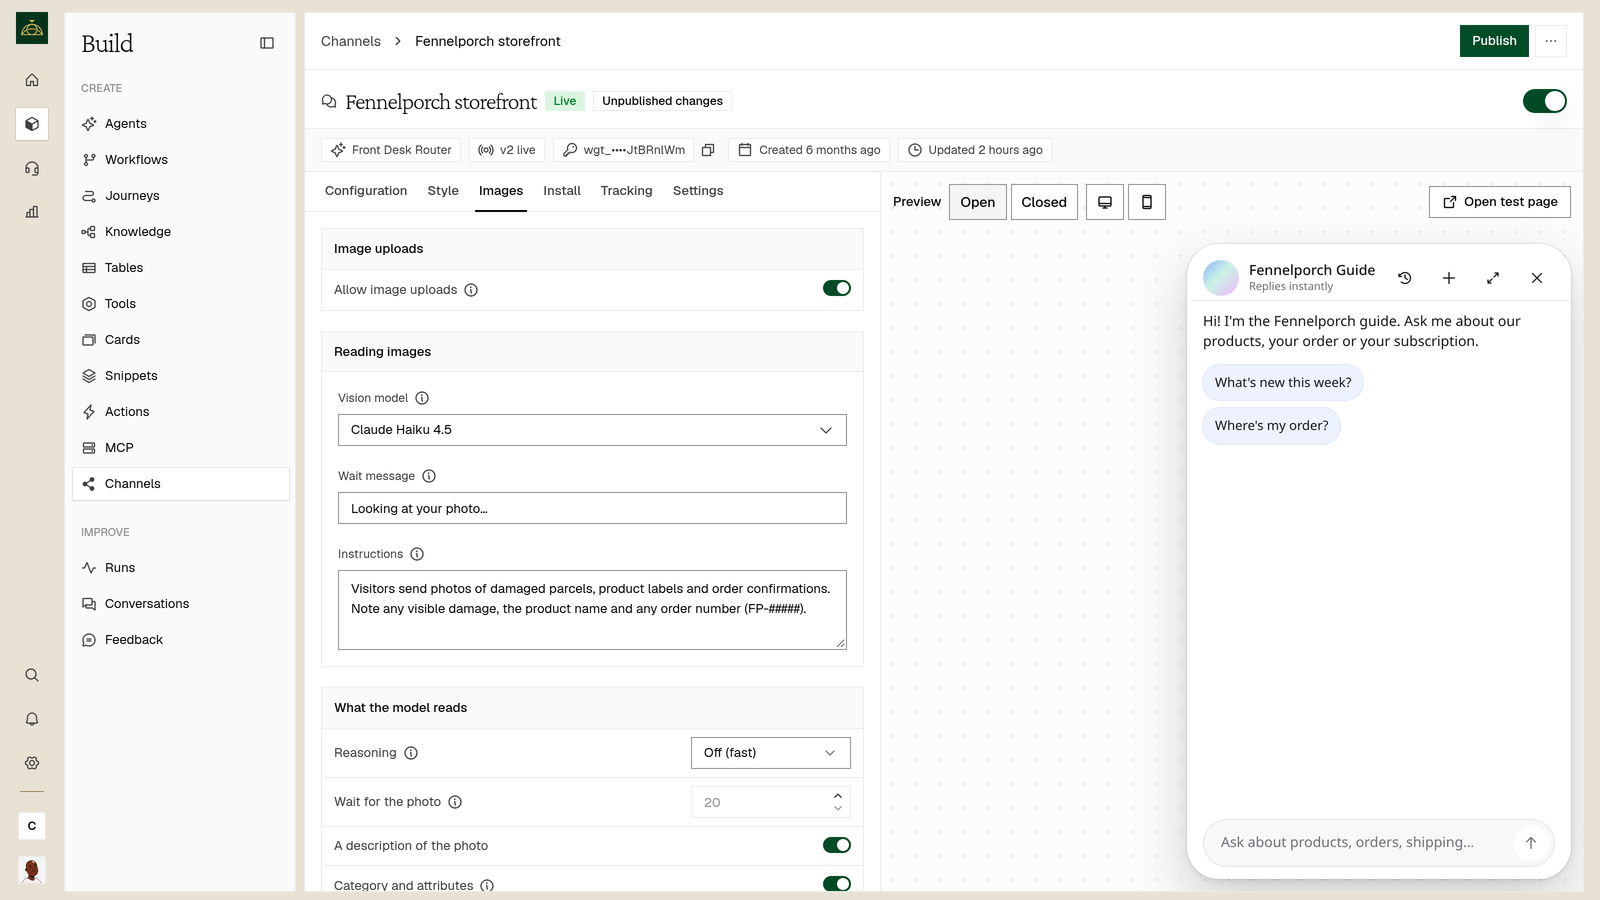 Build
CREATE
Agents
Workflows
Journeys
Knowledge
Tables
Tools
Cards
Snippets
Actions
MCP
Channels
IMPROVE
Runs
Conversations
Feedback
C
Channels
Fennelporch storefront
Publish
Fennelporch storefront
Live
Unpublished changes
Front Desk Router
v2 live
wgt_••••JtBRnlWm
Created 6 months ago
Updated 2 hours ago
Configuration
Style
Images
Install
Tracking
Settings
Image uploads
Allow image uploads
Reading images
Vision model
Claude Haiku 4.5
Wait message
Looking at your photo...
Instructions
Visitors send photos of damaged parcels, product labels and order confirmations.
Note any visible damage, the product name and any order number (FP-#####).
What the model reads
Reasoning
Off (fast)
Wait for the photo
20
A description of the photo
Category and attributes
Preview
Open
Closed
Open test page
Fennelporch Guide
Replies instantly
Hi! I'm the Fennelporch guide. Ask me about our
products, your order or your subscription.
What's new this week?
Where's my order?
Ask about products, orders, shipping...